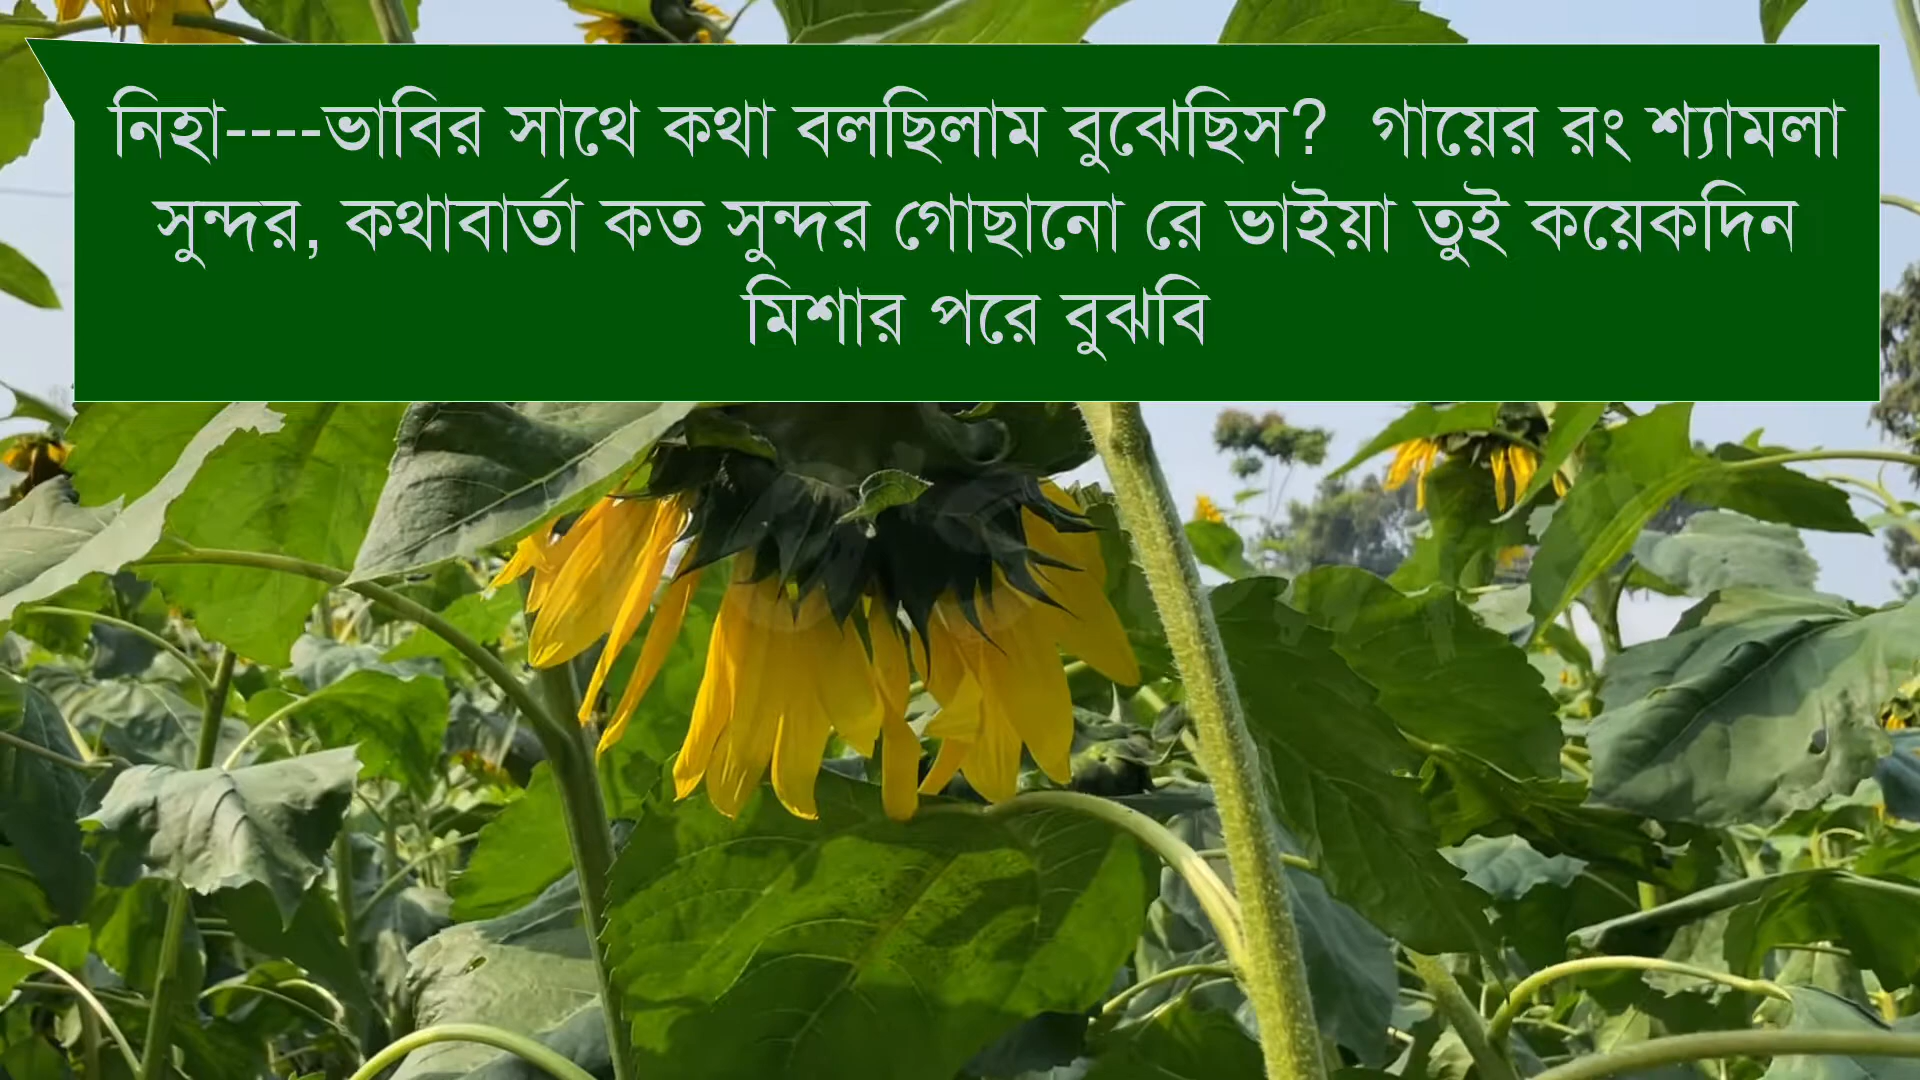 নিহা----ভাবির সাথে কথা বলছিলাম বুঝেছিস?  গায়ের রং শ্যামলা
সুন্দর, কথাবার্তা কত সুন্দর গোছানো রে ভাইয়া তুই কয়েকদিন
মিশার পরে বুঝবি